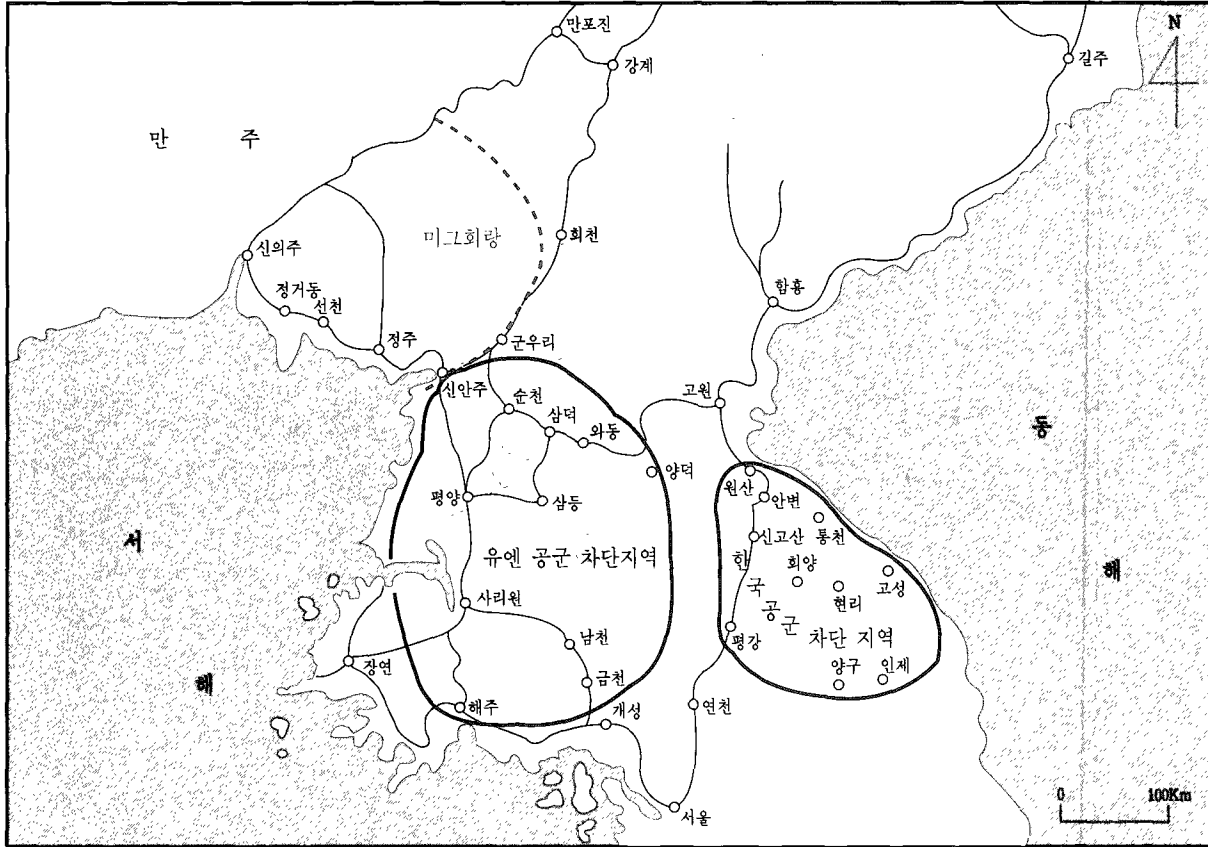 만포진
N
강계
길주
만 주
미그회랑
신의주
희천
정거동
선천
함흥
정주
군우리
신안주
순천
삼덕
고원
와동
동
양덕
원산
평양
안변
삼등
서
신고산 통천
유엔 공군 차단지역
회양
해
고성
현리
한국공군 차단 지역
사리원
평강
남천
장연
양구 인제
해
금천
해주
개성
연천
0 100Km
서울